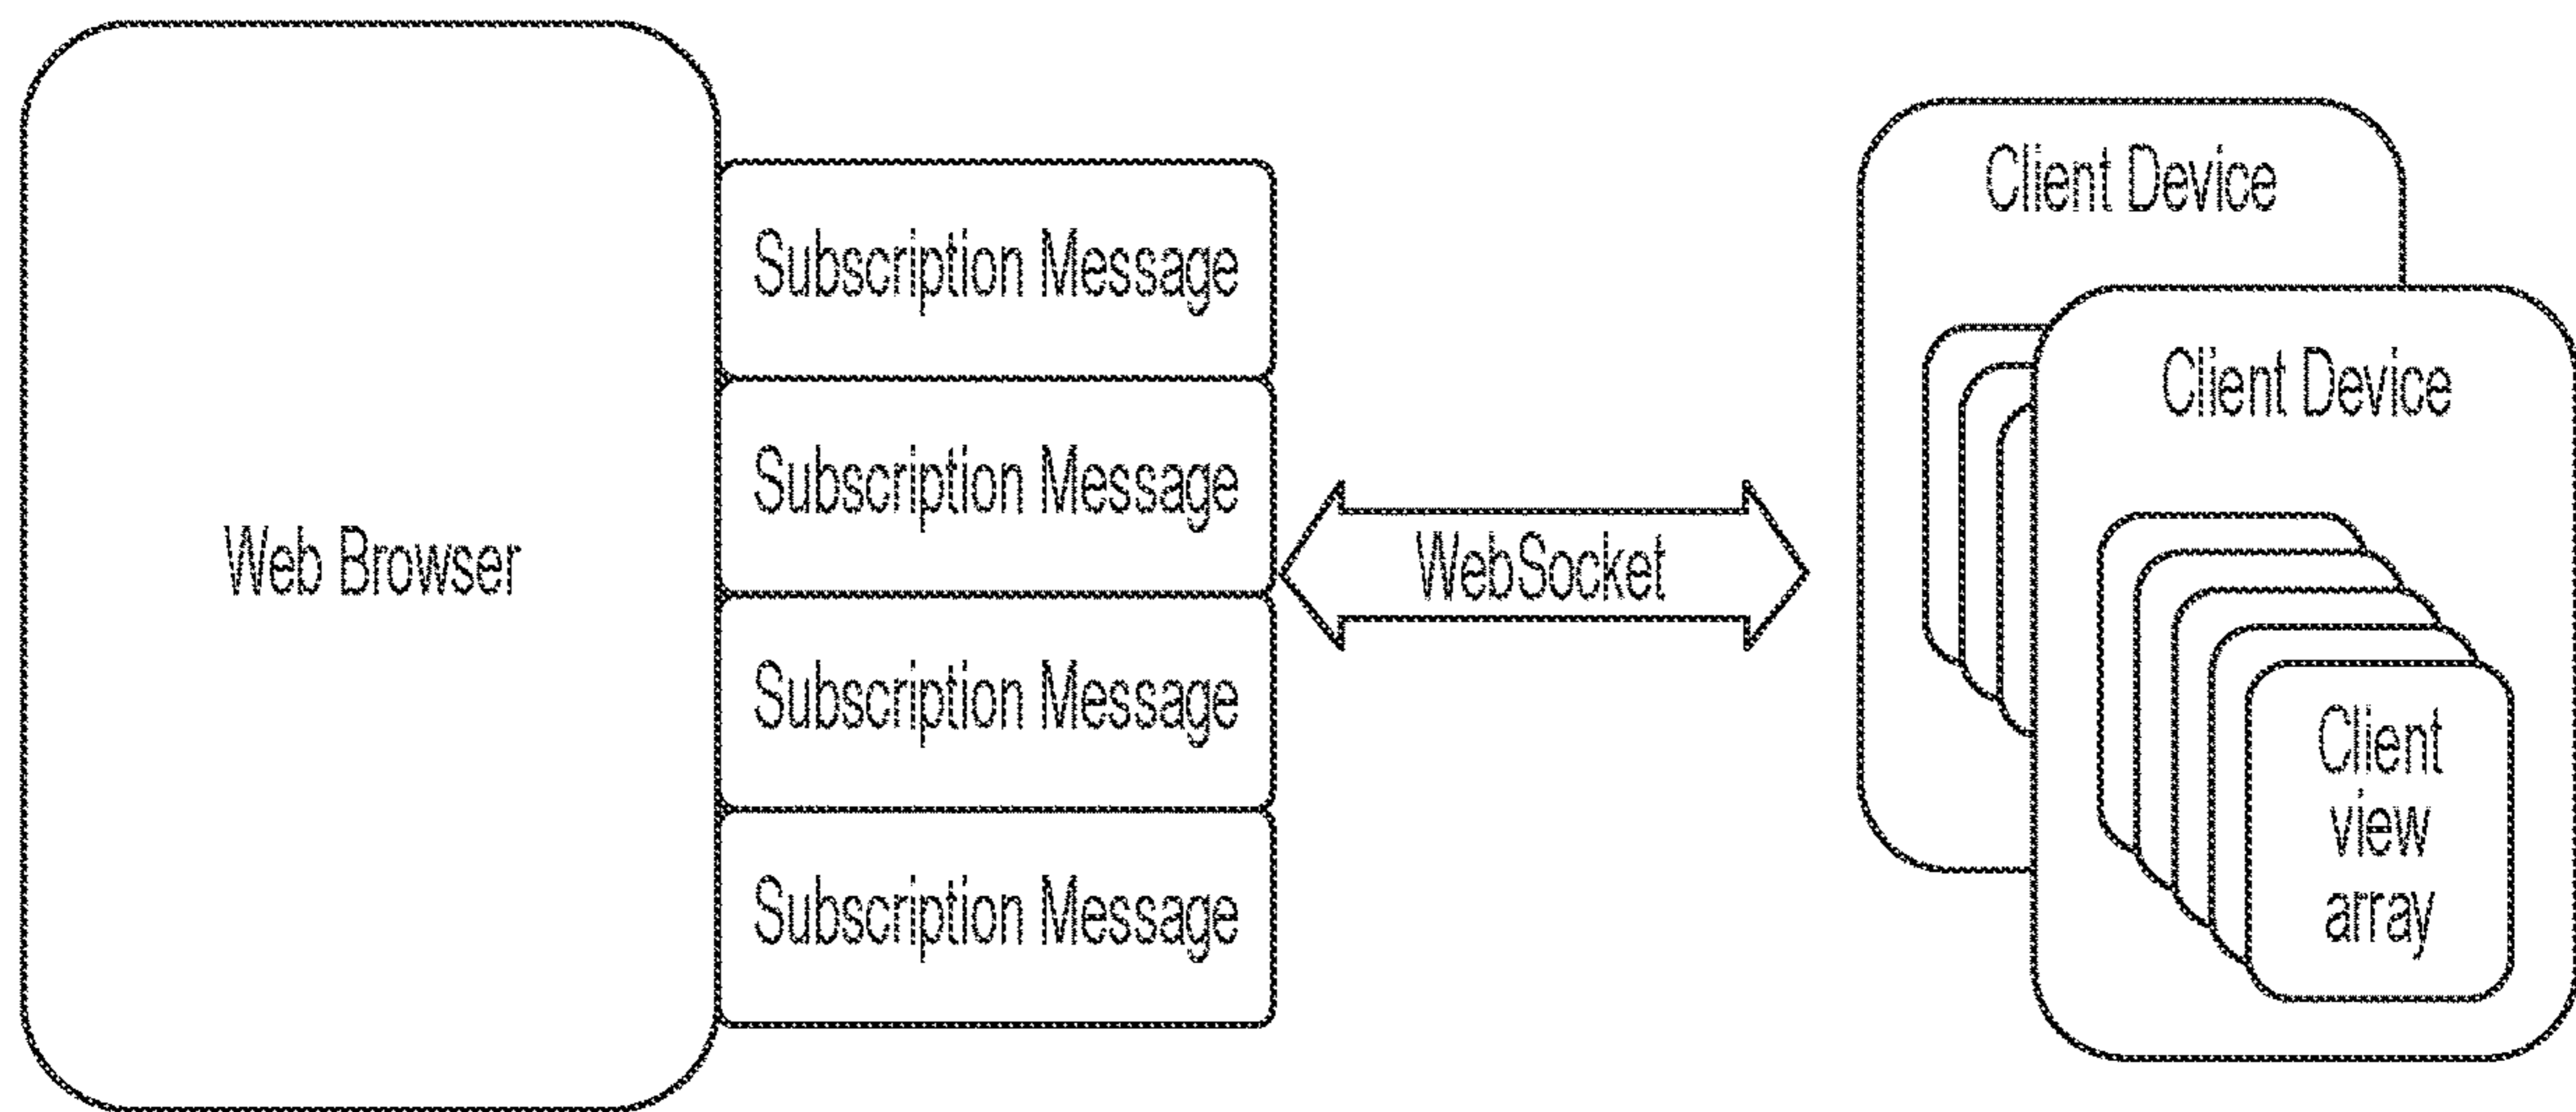 Web Browser
Subscription Message
Subscription Message
Subscription Message
Subscription Message
WebSocket
Client Device
Client Device
Client
view
array